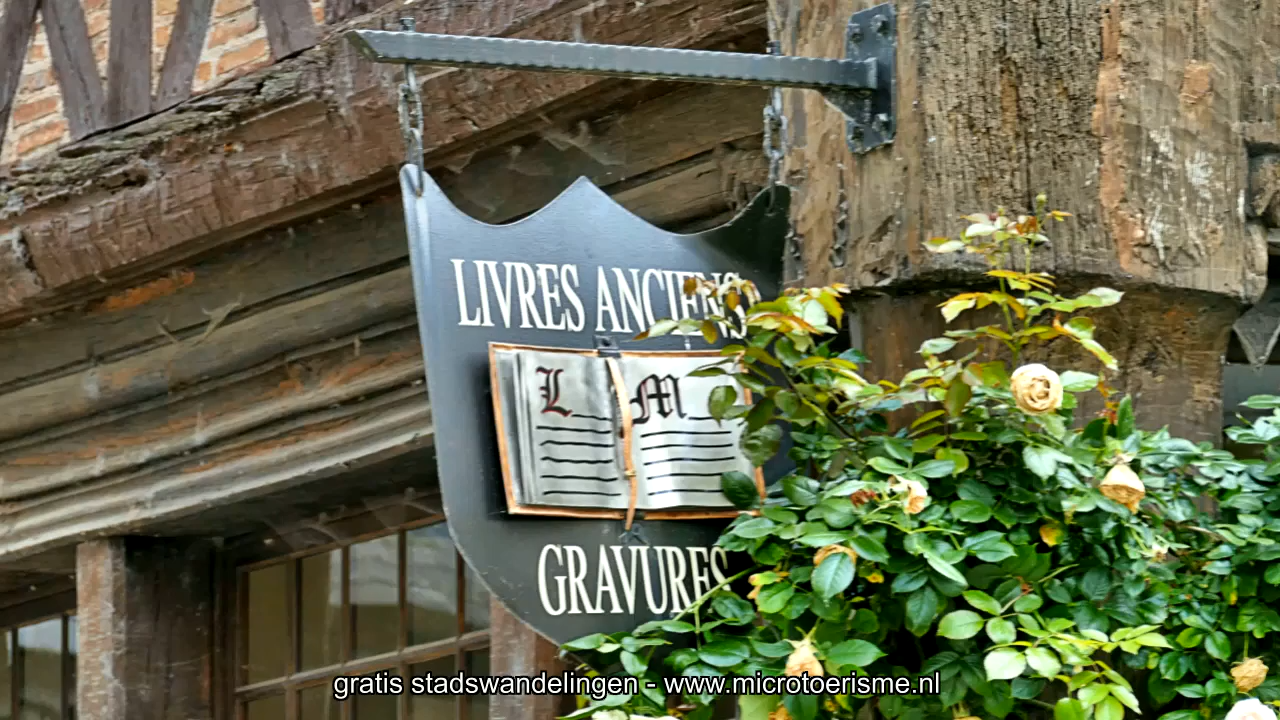 LIVRES ANCIENS
L M
GRAVURES
gratis stadswandelingen - www.microtoerisme.nl